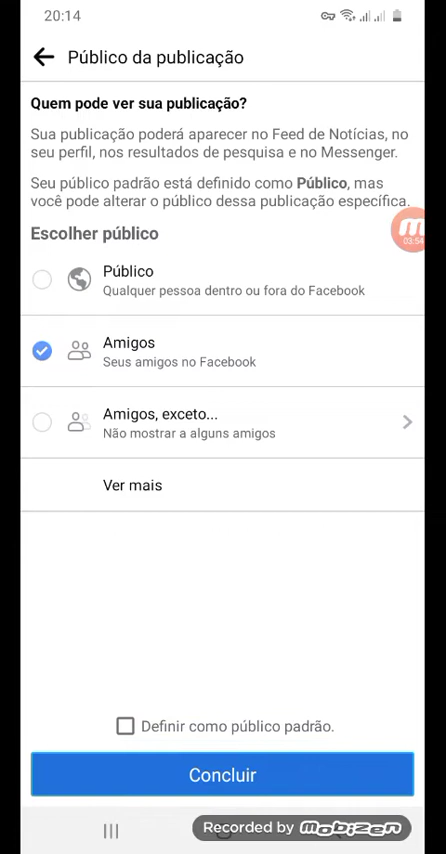 20:14
Público da publicação
Quem pode ver sua publicação?
Sua publicação poderá aparecer no Feed de Notícias, no
seu perfil, nos resultados de pesquisa e no Messenger.
Seu público padrão está definido como Público, mas
você pode alterar o público dessa publicação específica.
03:54
Escolher público
Público
Qualquer pessoa dentro ou fora do Facebook
Amigos
Seus amigos no Facebook
Amigos, exceto...
Não mostrar a alguns amigos
Ver mais
Definir como público padrão.
Concluir
Recorded by mobizen